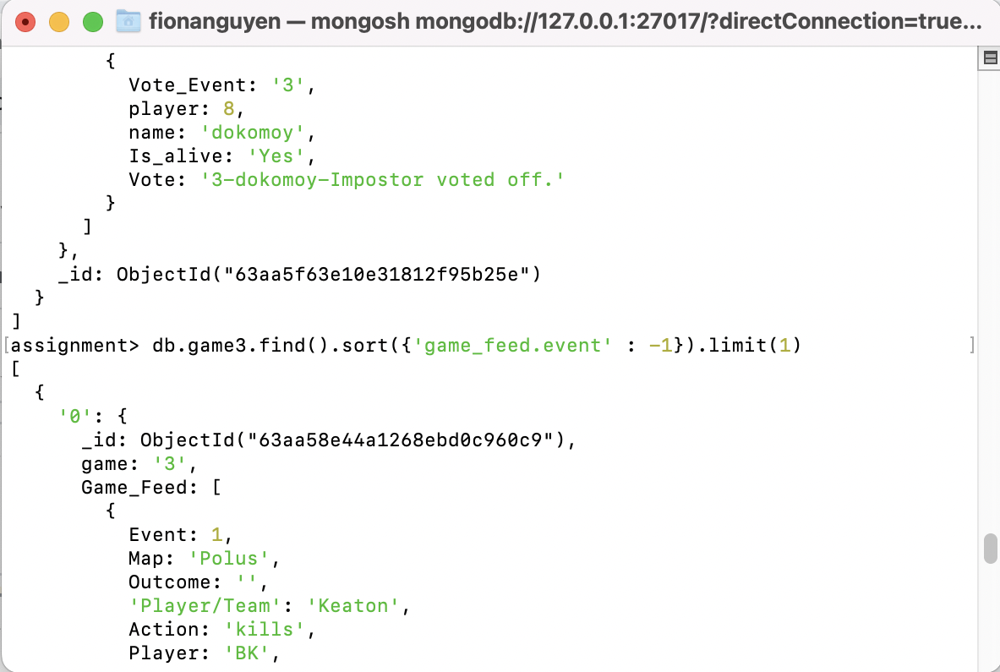 fionanguyen — mongosh mongodb://127.0.0.1:27017/?directConnection=true...
{
Vote_Event: '3',
player: 8,
name: 'dokomoy',
Is_alive: 'Yes',
Vote: '3-dokomoy-Impostor voted off.'
}
]
},
_id: ObjectId("63aa5f63e10e31812f95b25e")
}
]
[assignment> db.game3.find().sort({'game_feed.event' : -1}).limit(1) ]
[
{
'0': {
_id: ObjectId("63aa58e44a1268ebd0c960c9"),
game: '3',
Game_Feed: [
{
Event: 1,
Map: 'Polus',
Outcome: '',
'Player/Team': 'Keaton',
Action: 'kills',
Player: 'BK',